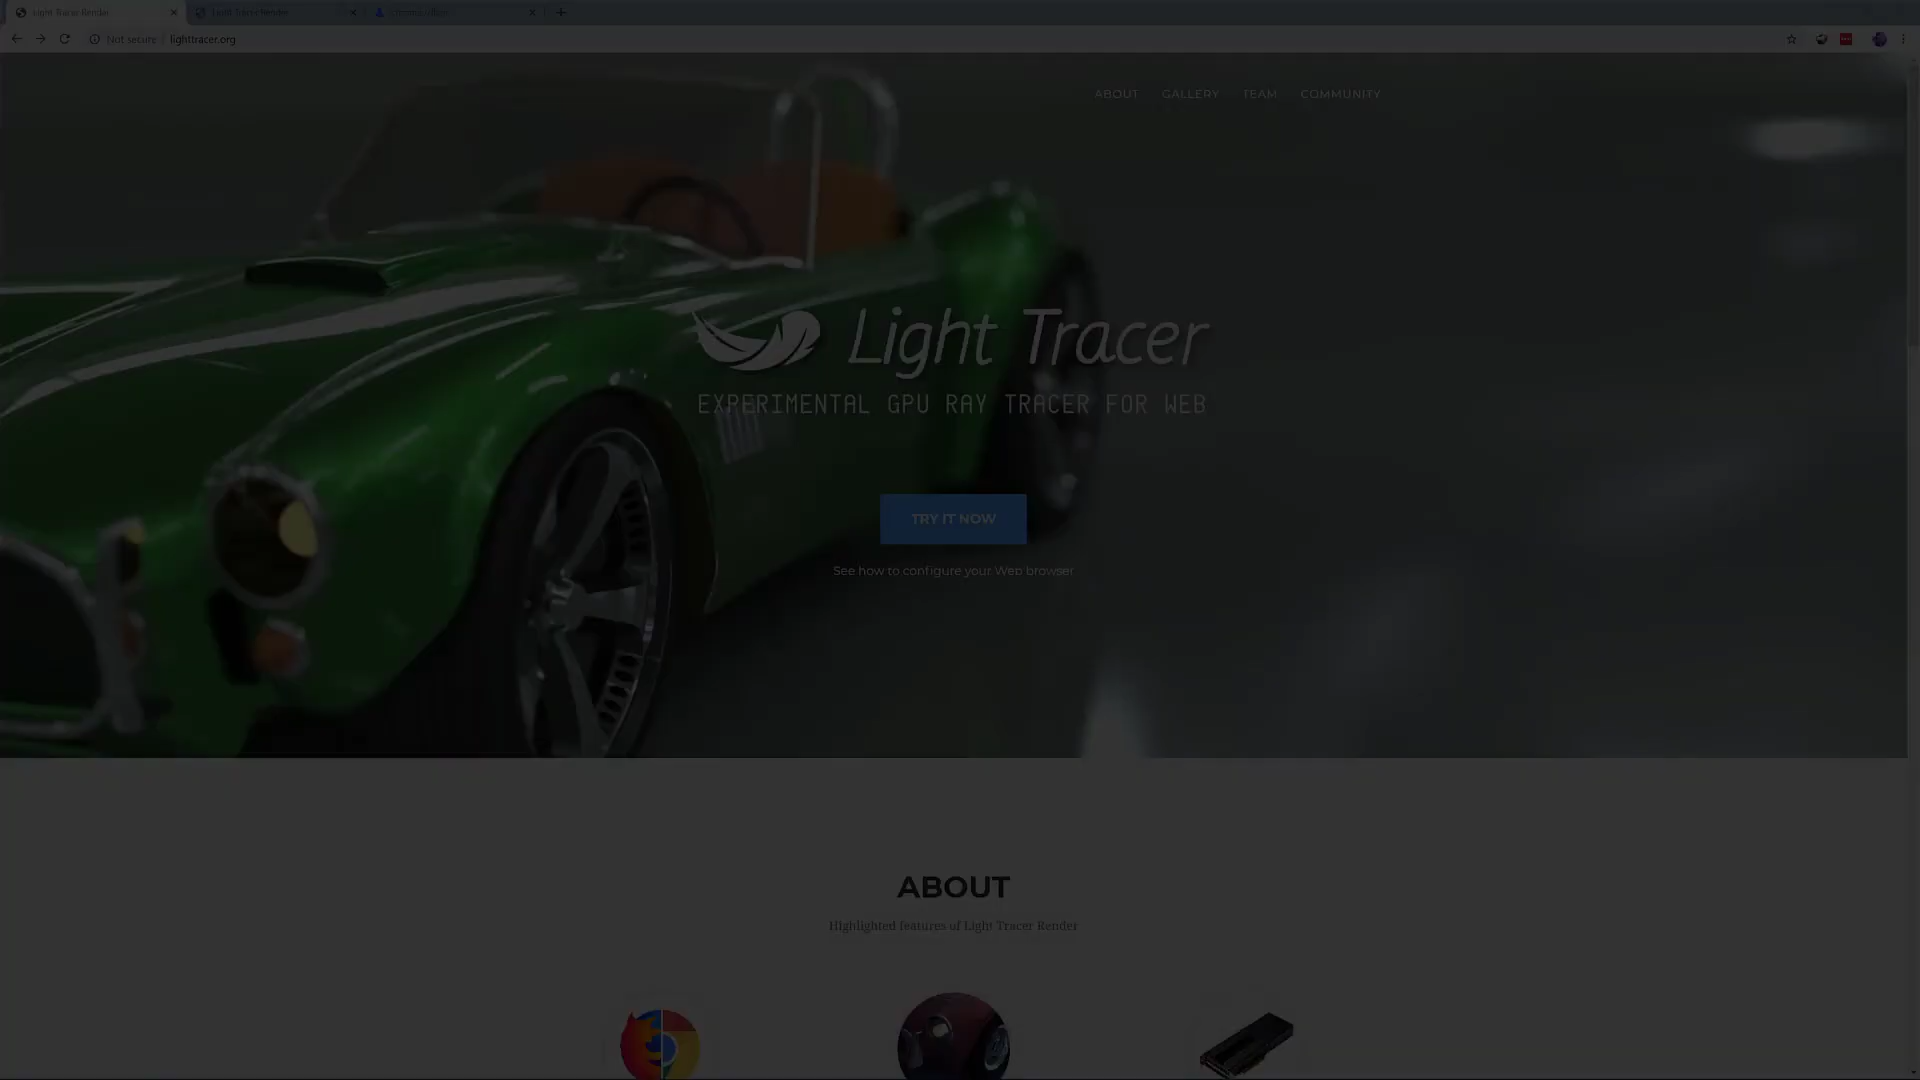 Light Tracer Render
Light Tracer Render
Not secure
lighttracer.org
ABOUT
GALLERY
TEAM
COMMUNITY
Light Tracer
EXPERIMENTAL GPU RAY TRACER FOR WEB
TRY IT NOW
See how to configure your Web browser
ABOUT
Highlighted features of Light Tracer Render